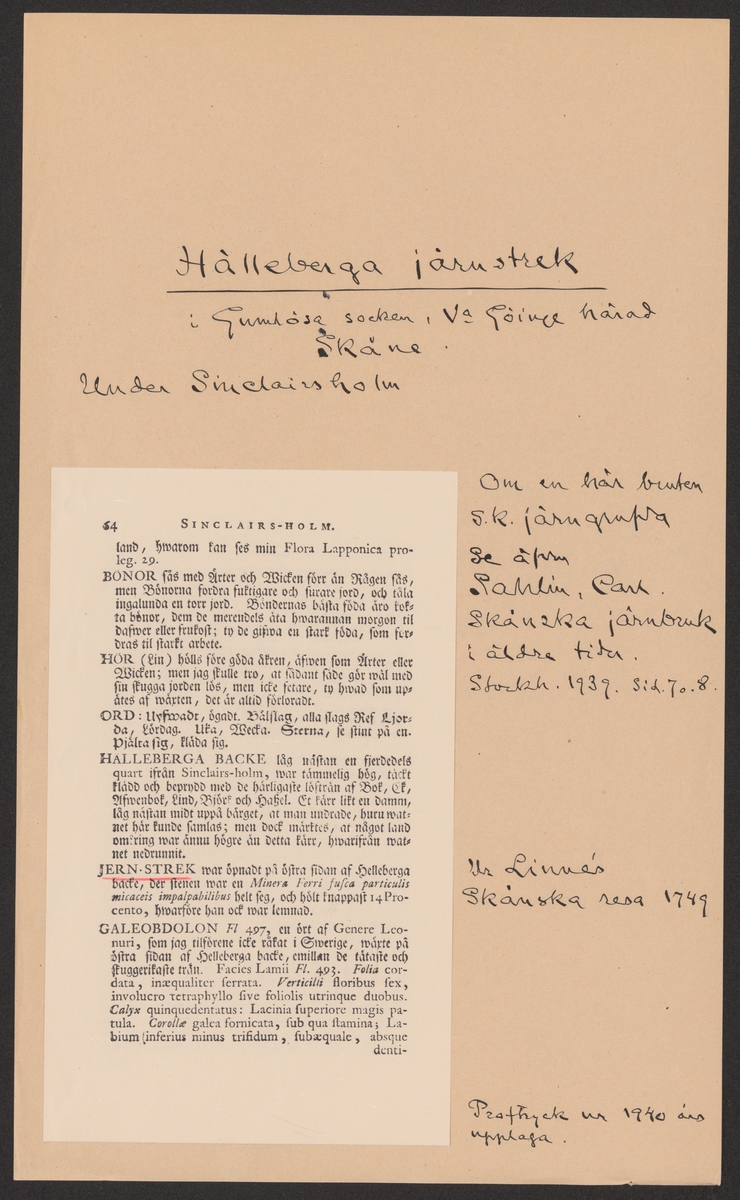 Hålleberga järnstrek
i Gumlösa socken, Va Göinge härad
Skåne.
Under Sinclairsholm
Om en här bruten
s.k. järngrufva
Se äfven
Sahlin, Carl.
Skånska järnbruk
i äldre tider.
Stockh. 1939. Sid. 7 o. 8.
Ur Linnés
Skånska resa 1749
Proftryck ur 1940 års
upplaga.
64 SINCLAIRS-HOLM.
land, hwarom kan ses min Flora Lapponica pro-
leg. 29.
BÖNOR sås med Ärter och Wicken förr än Rågen sås,
men Bönorna fordra fuktigare och surare jord, och tåla
ingalunda en torr jord. Böndernas bästa föda äro kok-
ta bönor, dem de merendels äta hwarannan morgon til
dafwer eller frukost; ty de gifwa en stark föda, som for-
dras til starkt arbete.
HÖR (Lin) hölls före göda åkren, äfwen som Ärter eller
Wicken; men jag skulle tro, at sådant säde gör wäl med
sin skugga jorden lös, men icke fetare, ty hwad som up-
ätes af wäxten, det är altid förloradt.
ORD: Uyfwadt, ögadt. Bälslag, alla slags Ref Ljor-
da, Lördag. Uka, Wecka. Sterna, se stint på en.
Pjälta sig, kläda sig.
HALLEBERGA BACKE låg nästan en fjerdedels
quart ifrån Sinclairs-holm, war tämmelig hög, täckt
klädd och beprydd med de härligaste löfträn af Bok, Ek,
Afwenbok, Lind, Björk och Haßel. Et kärr likt en damm,
låg nästan midt uppå bärget, at man undrade, huru wat-
net här kunde samlas; men dock märktes, at något land
omkring war ännu högre än detta kärr, hwarifrån wat-
net nedrunnit.
JERN-STREK war öpnadt på östra sidan af Helleberga
backe, der stenen war en Minera Ferri fusca particulis
micaceis impalpabilibus helt seg, och hölt knappast 14 Pro-
cento, hwarföre han ock war lemnad.
GALEOBDOLON Fl 497, en ört af Genere Leo-
nuri, som jag tilförene icke råkat i Swerige, wäxte på
östra sidan af Helleberga backe, emillan de tätaste och
skuggerikaste trän. Facies Lamii Fl. 493. Folia cor-
data, inæqualiter serrata. Verticilli floribus sex,
involucro tetraphyllo sive foliolis utrinque duobus.
Calyx quinquedentatus: Lacinia superiore magis pa-
tula. Corollæ galea fornicata, sub qua stamina; La-
bium inferius minus trifidum, subæquale, absque
denti-